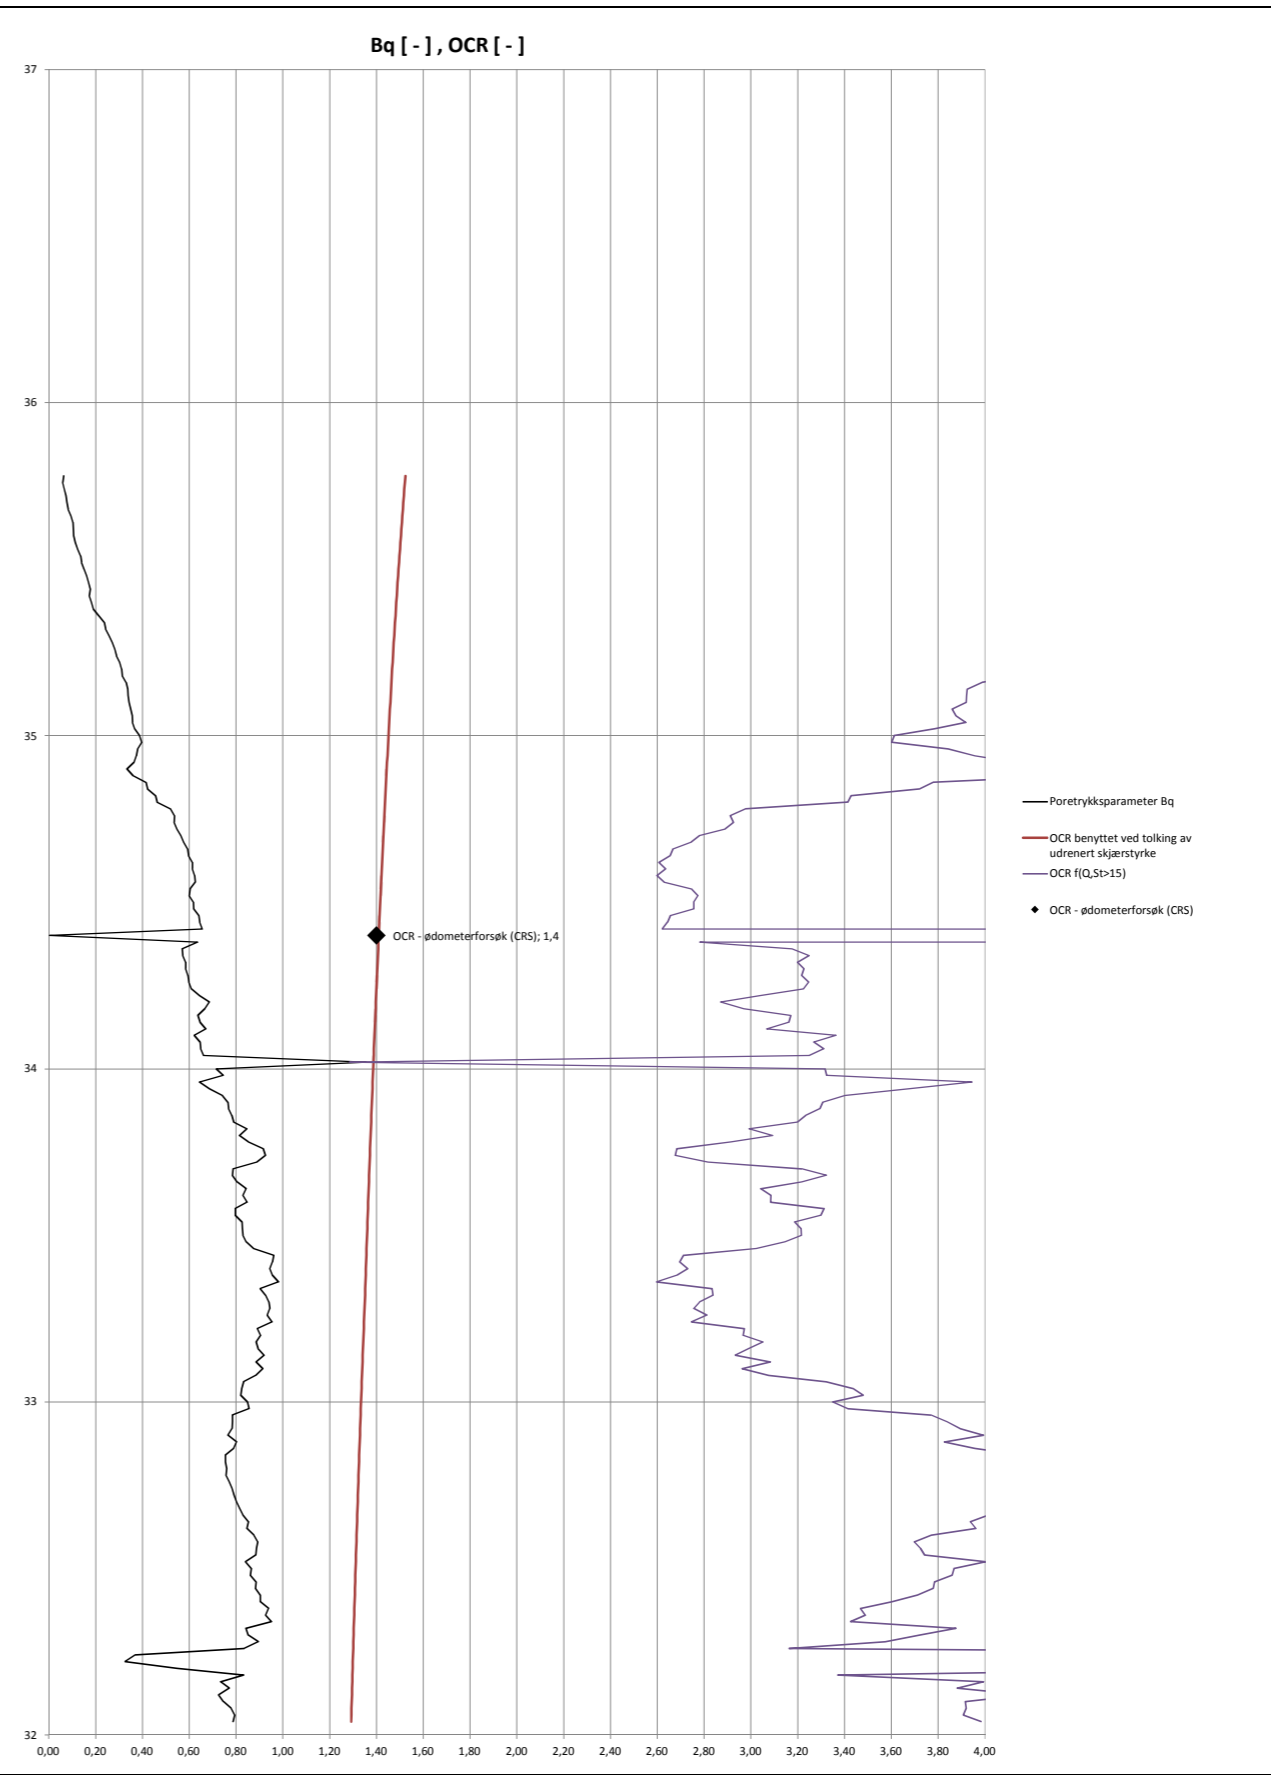 Bq [ - ] , OCR [ - ]
37
36
35
34
33
32
Poretrykksparameter Bq
OCR benyttet ved tolking av
udrenert skjærstyrke
OCR f(Q,St>15)
OCR - ødometerforsøk (CRS)
OCR - ødometerforsøk (CRS); 1,4
0,00 0,20 0,40 0,60 0,80 1,00 1,20 1,40 1,60 1,80 2,00 2,20 2,40 2,60 2,80 3,00 3,20 3,40 3,60 3,80 4,00